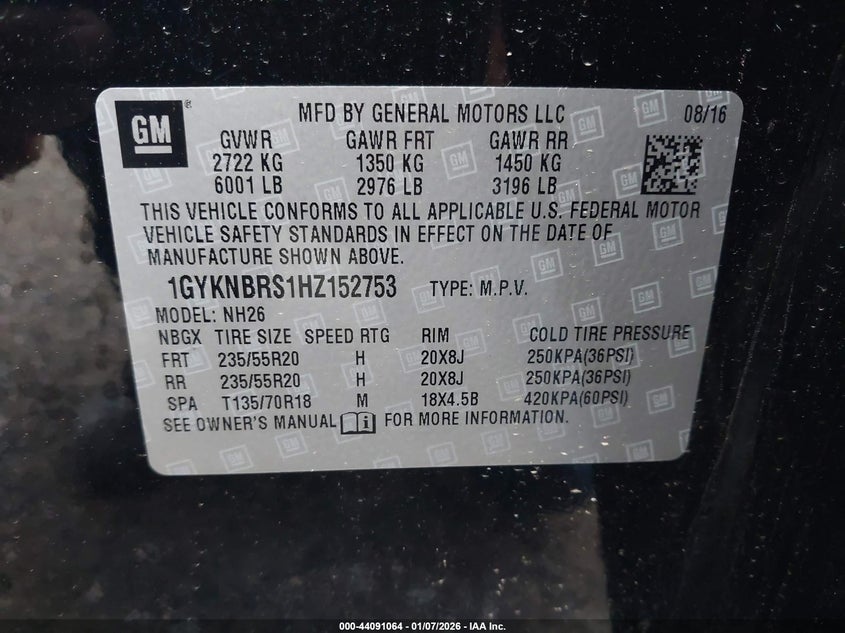 GM ®
MFD BY GENERAL MOTORS LLC 08/16
GVWR GAWR FRT GAWR RR
2722 KG 1350 KG 1450 KG
6001 LB 2976 LB 3196 LB
THIS VEHICLE CONFORMS TO ALL APPLICABLE U.S. FEDERAL MOTOR
VEHICLE SAFETY STANDARDS IN EFFECT ON THE DATE OF
MANUFACTURE SHOWN ABOVE.
1GYKNBRS1HZ152753 TYPE: M.P.V.
MODEL: NH26
NBGX TIRE SIZE SPEED RTG RIM COLD TIRE PRESSURE
FRT 235/55R20 H 20X8J 250KPA(36PSI)
RR 235/55R20 H 20X8J 250KPA(36PSI)
SPA T135/70R18 M 18X4.5B 420KPA(60PSI)
SEE OWNER'S MANUAL i FOR MORE INFORMATION.
000-44091064 - 01/07/2026 - IAA Inc.